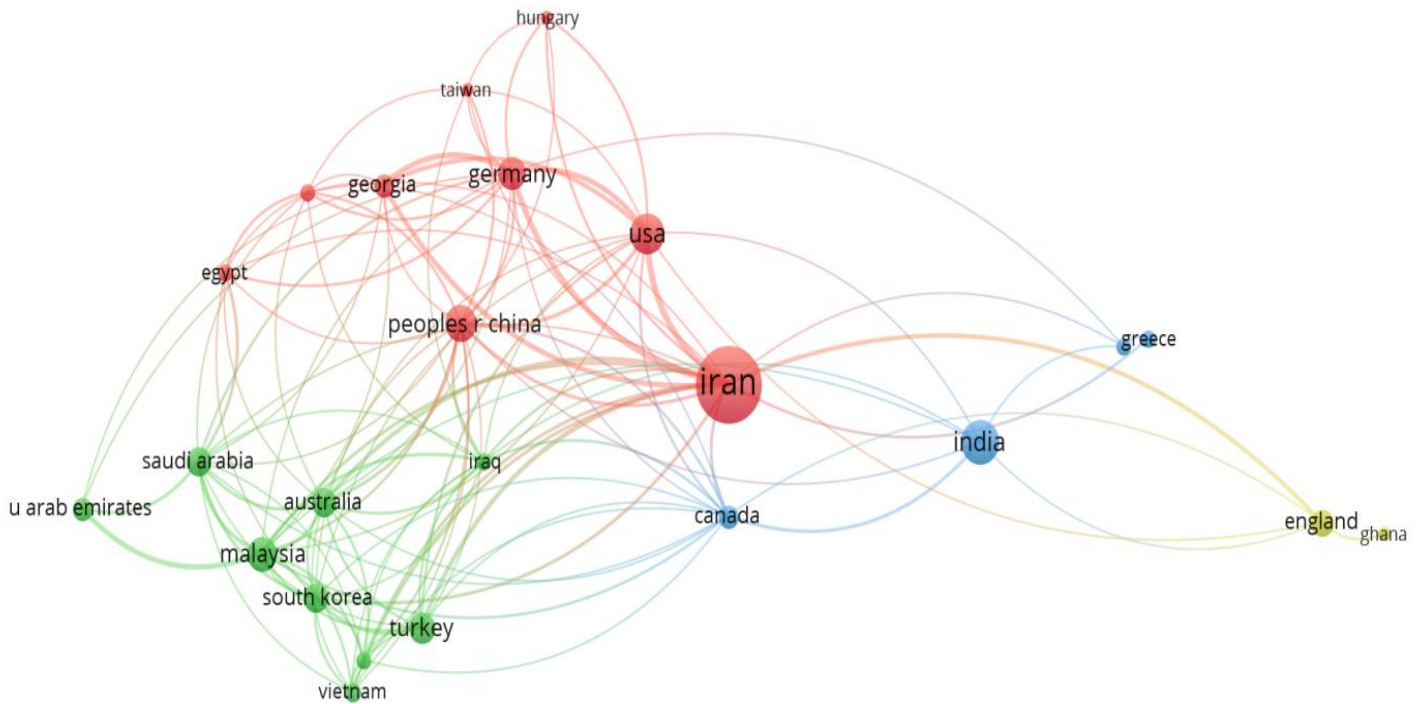 hungary
taiwan
georgia
germany
usa
egypt
peoples r china
greece
iran
india
saudi arabia
iraq
australia
u arab emirates
canada
england
ghana
malaysia
south korea
turkey
vietnam